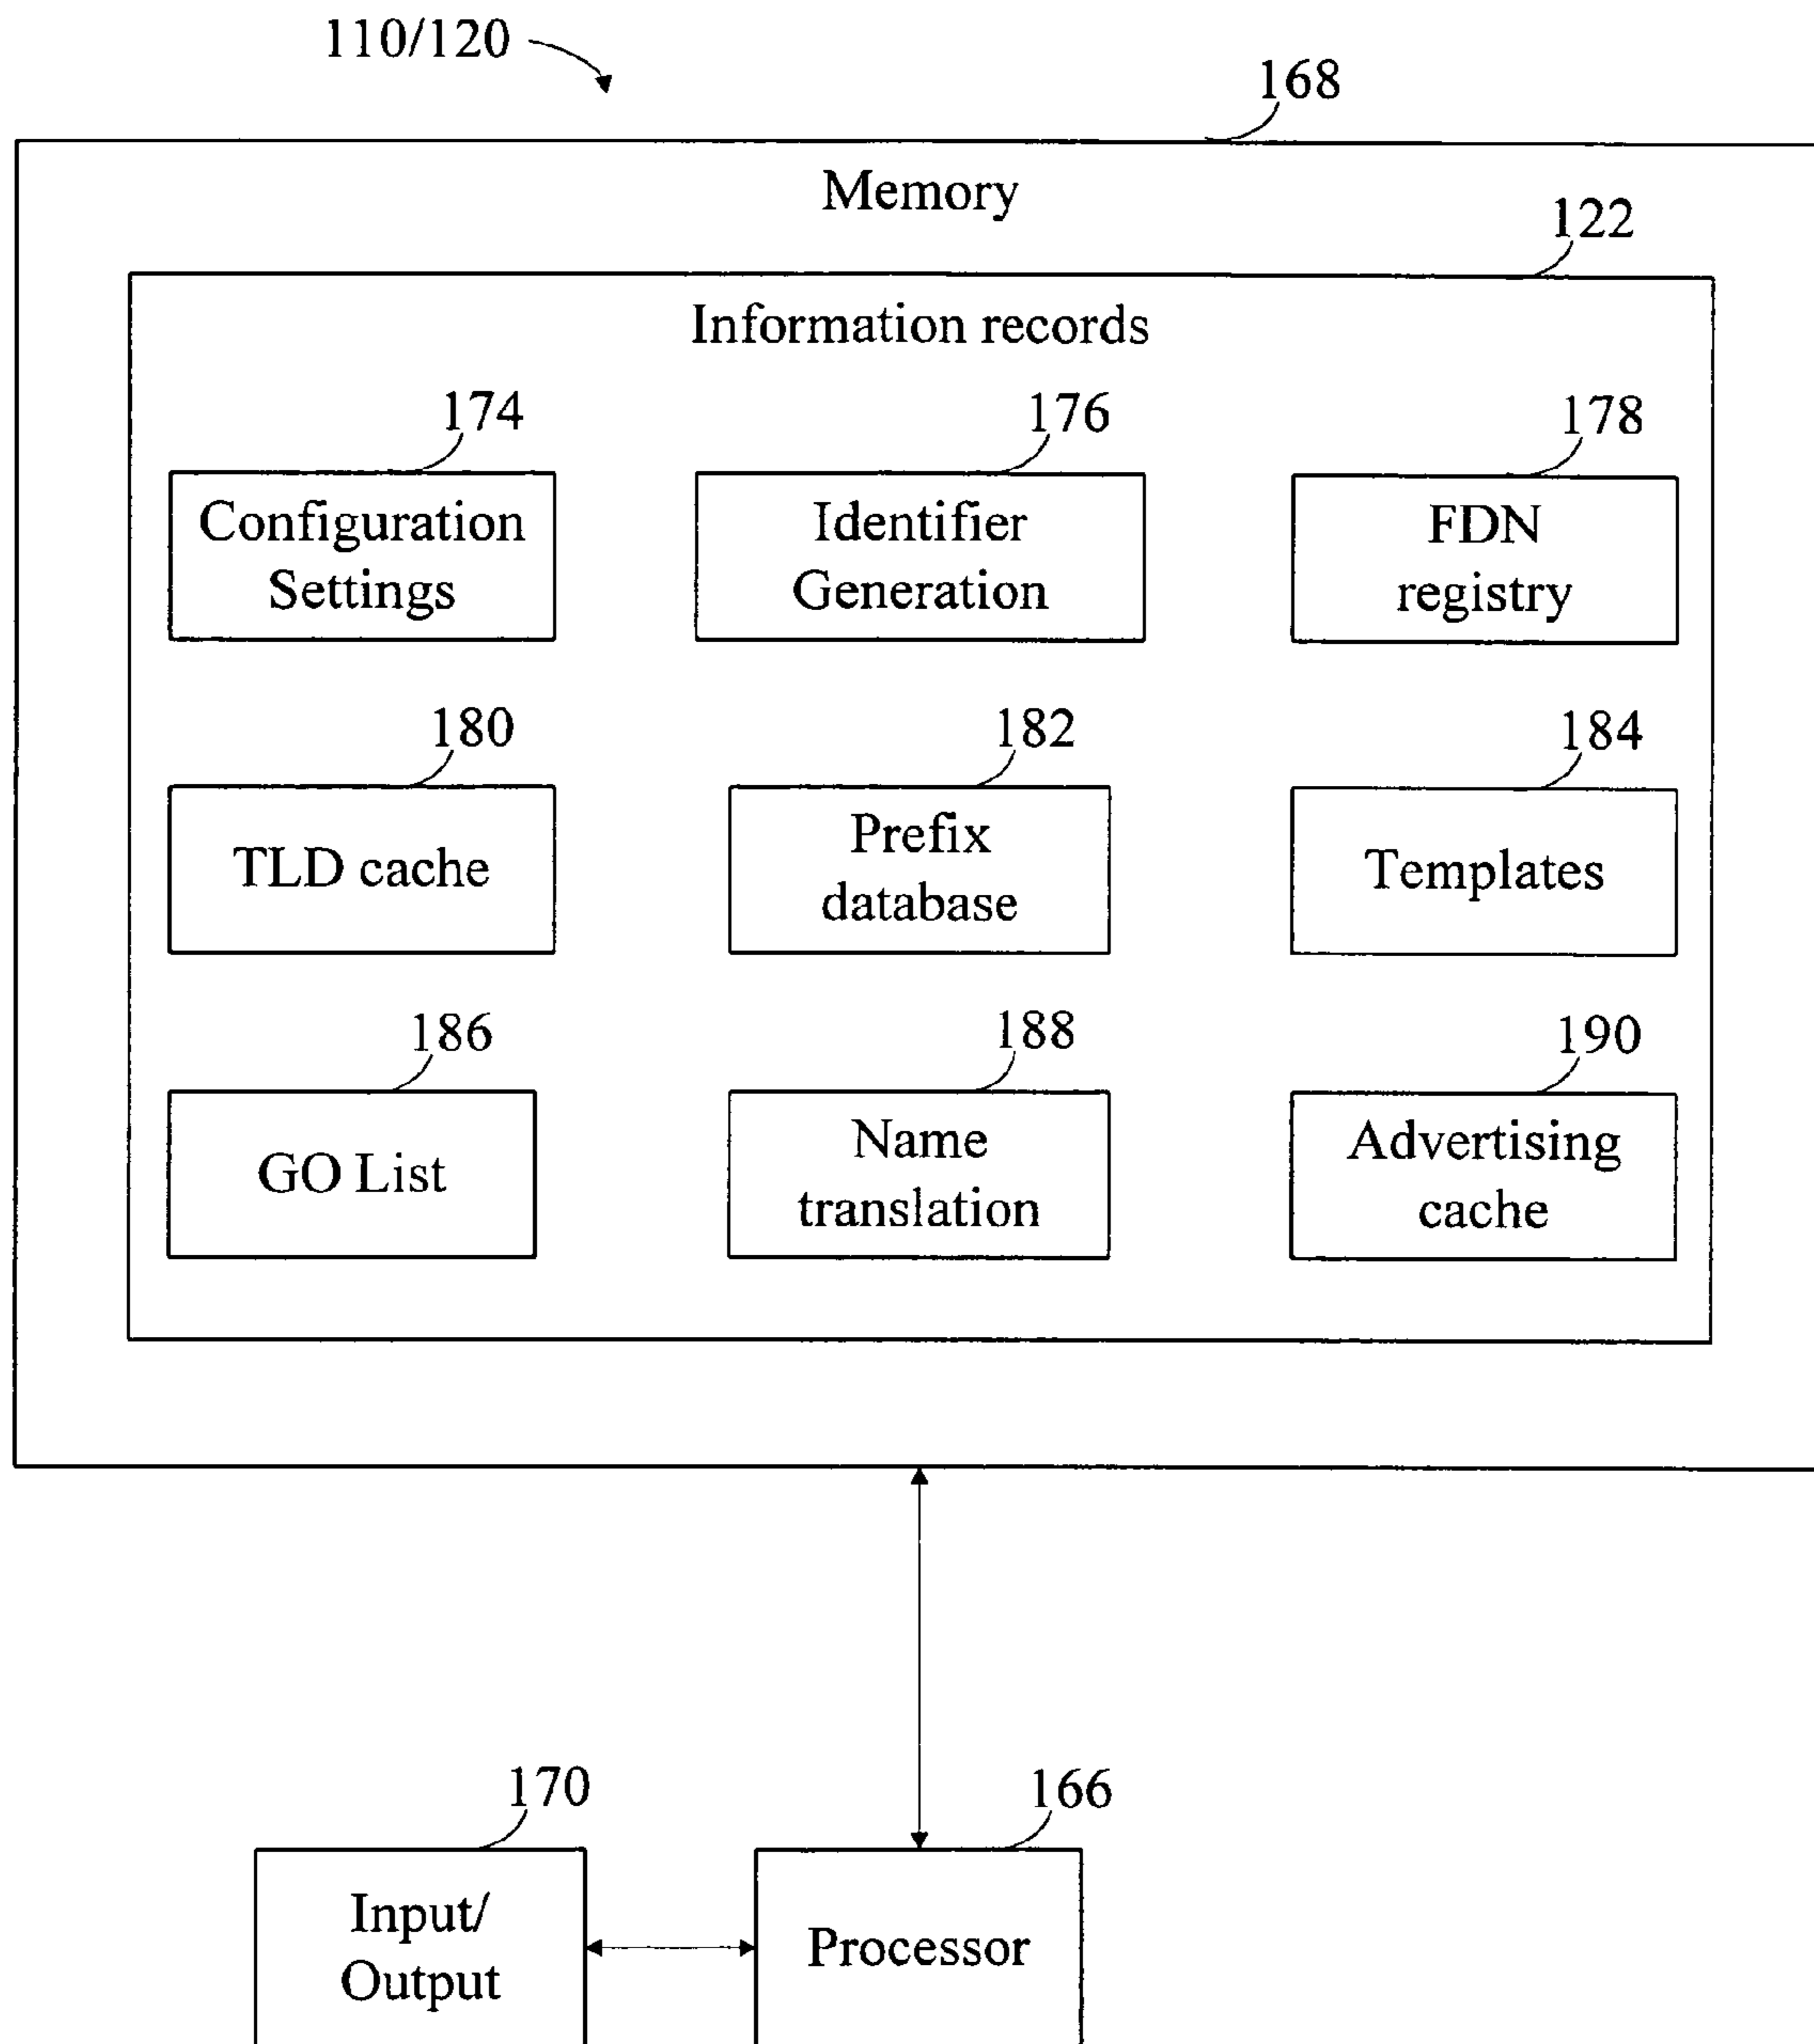 110/120
168
Memory
122
Information records
174
176
178
Configuration
Settings
Identifier
Generation
FDN
registry
180
182
184
TLD cache
Prefix
database
Templates
186
188
190
GO List
Name
translation
Advertising
cache
170
166
Input/
Output
Processor